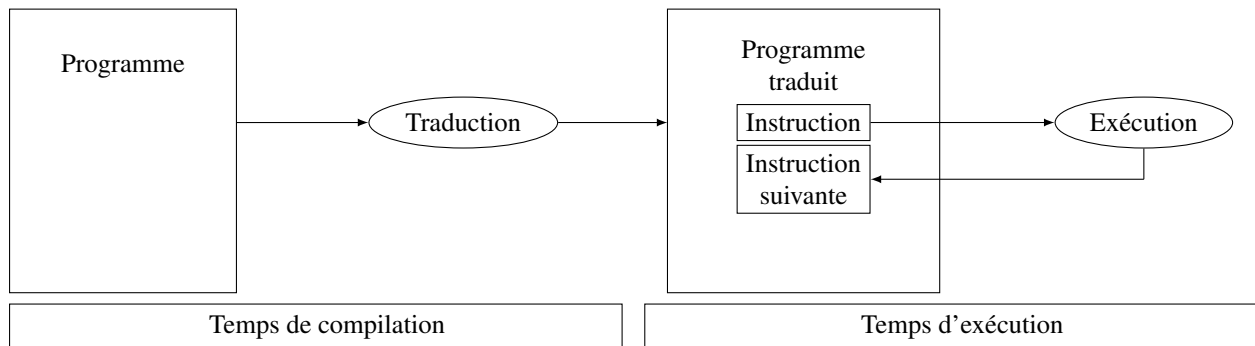 Programme
Traduction
Programme
traduit
Instruction
Instruction
suivante
Exécution
Temps de compilation
Temps d'exécution